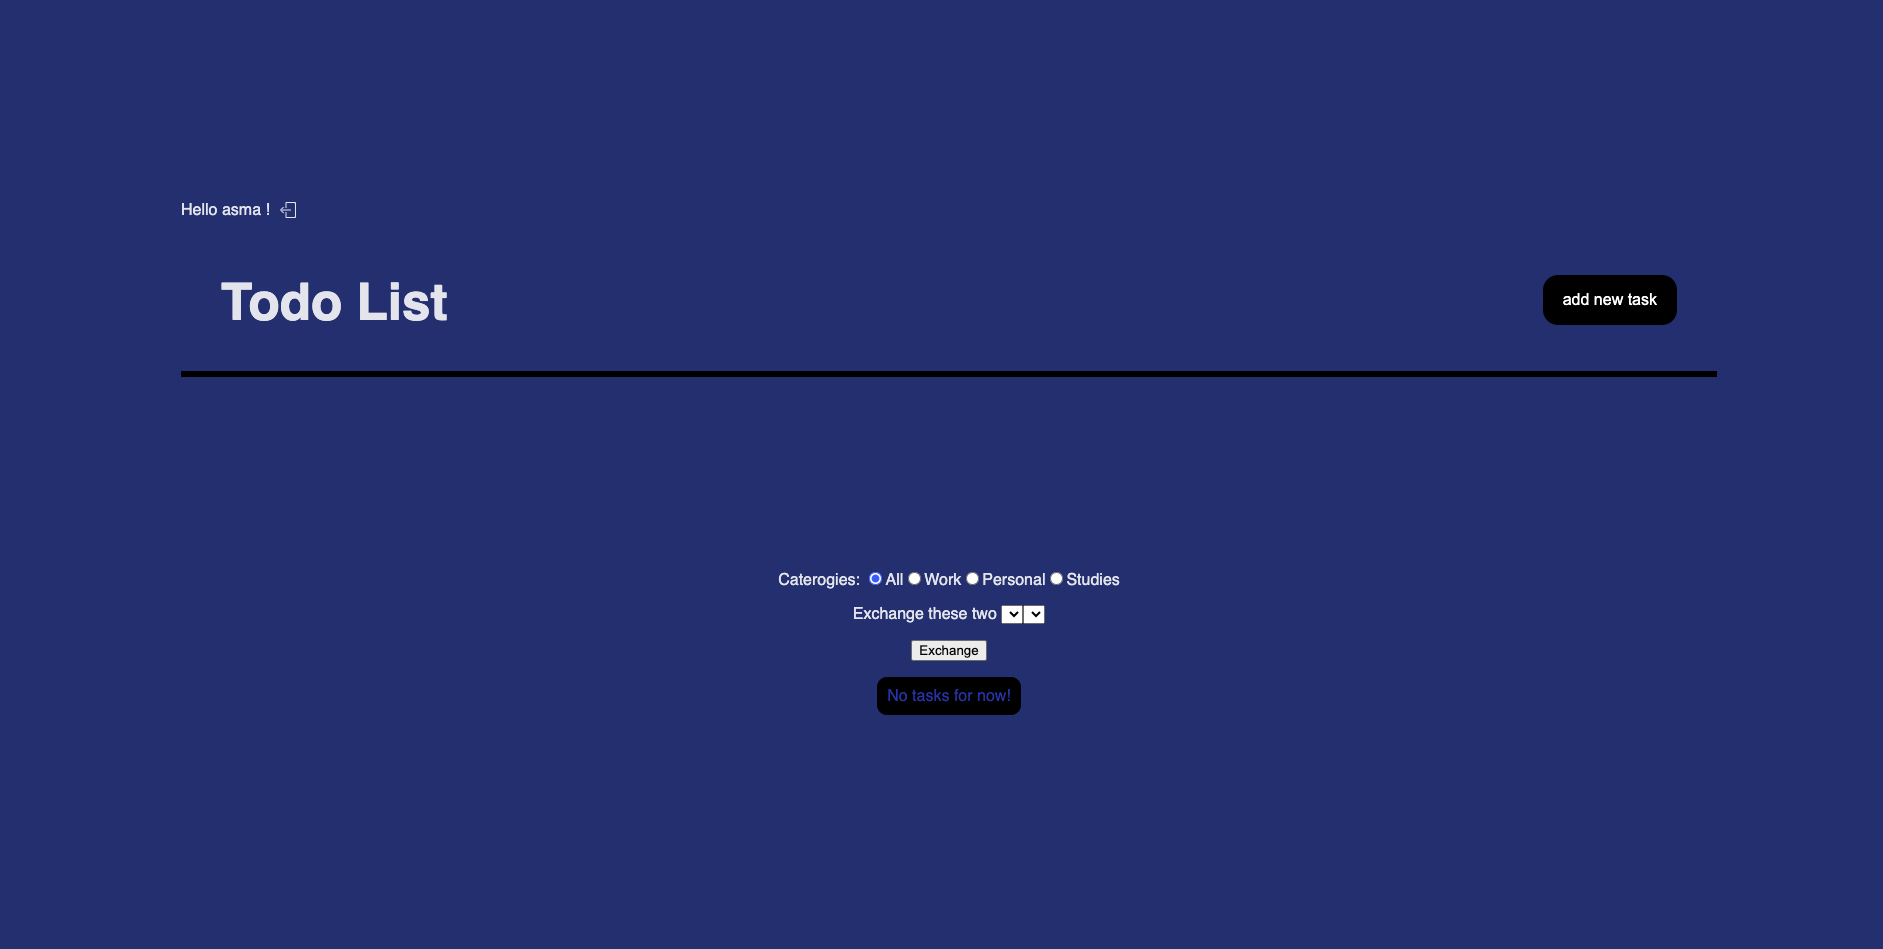 Hello asma !
Todo List
add new task
Caterogies: All Work Personal Studies
Exchange these two
Exchange
No tasks for now!